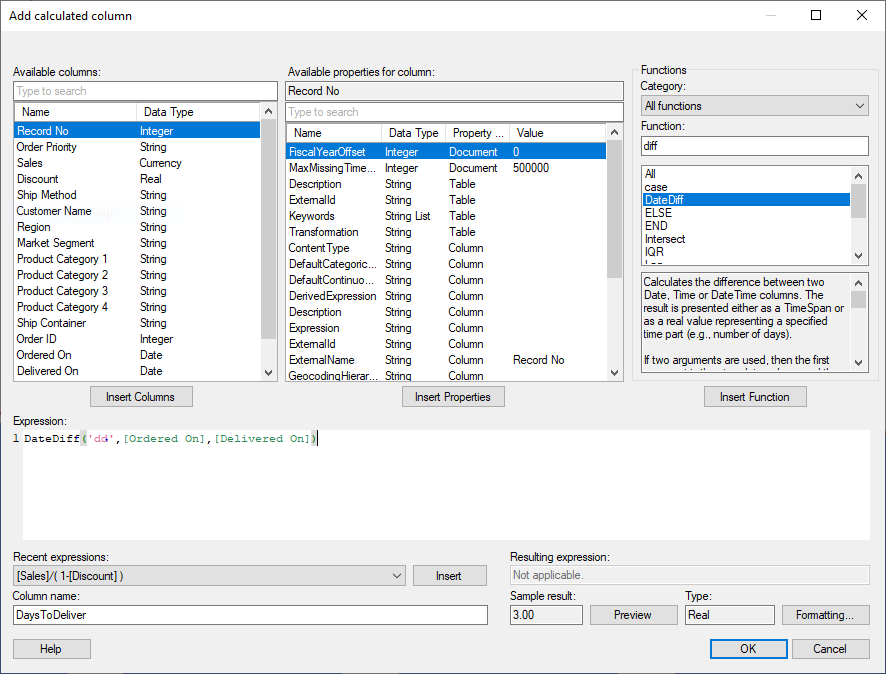 Add calculated column
Available columns:
Type to search
Name Data Type
Record No Integer
Order Priority String
Sales Currency
Discount Real
Ship Method String
Customer Name String
Region String
Market Segment String
Product Category 1 String
Product Category 2 String
Product Category 3 String
Product Category 4 String
Ship Container String
Order ID Integer
Ordered On Date
Delivered On Date
Insert Columns
Available properties for column:
Record No
Type to search
Name Data Type Property ... Value
FiscalYearOffset Integer Document 0
MaxMissingTime... Integer Document 500000
Description String Table
ExternalId String Table
Keywords String List Table
Transformation String Table
ContentType String Column
DefaultCategoric... String Column
DefaultContinuo... String Column
DerivedExpression String Column
Description String Column
Expression String Column
ExternalId String Column
ExternalName String Column Record No
GeocodingHierar... String Column
Insert Properties
Functions
Category:
All functions
Function:
diff
All
case
DateDiff
ELSE
END
Intersect
IQR
Calculates the difference between two
Date, Time or DateTime columns. The
result is presented either as a TimeSpan or
as a real value representing a specified
time part (e.g., number of days).
If two arguments are used, then the first
Insert Function
Expression:
1 DateDiff('dd',[Ordered On],[Delivered On])
Recent expressions:
[Sales]/( 1-[Discount] )
Insert
Column name:
DaysToDeliver
Resulting expression:
Not applicable.
Sample result:
3.00
Preview
Type:
Real
Formatting...
Help
OK
Cancel